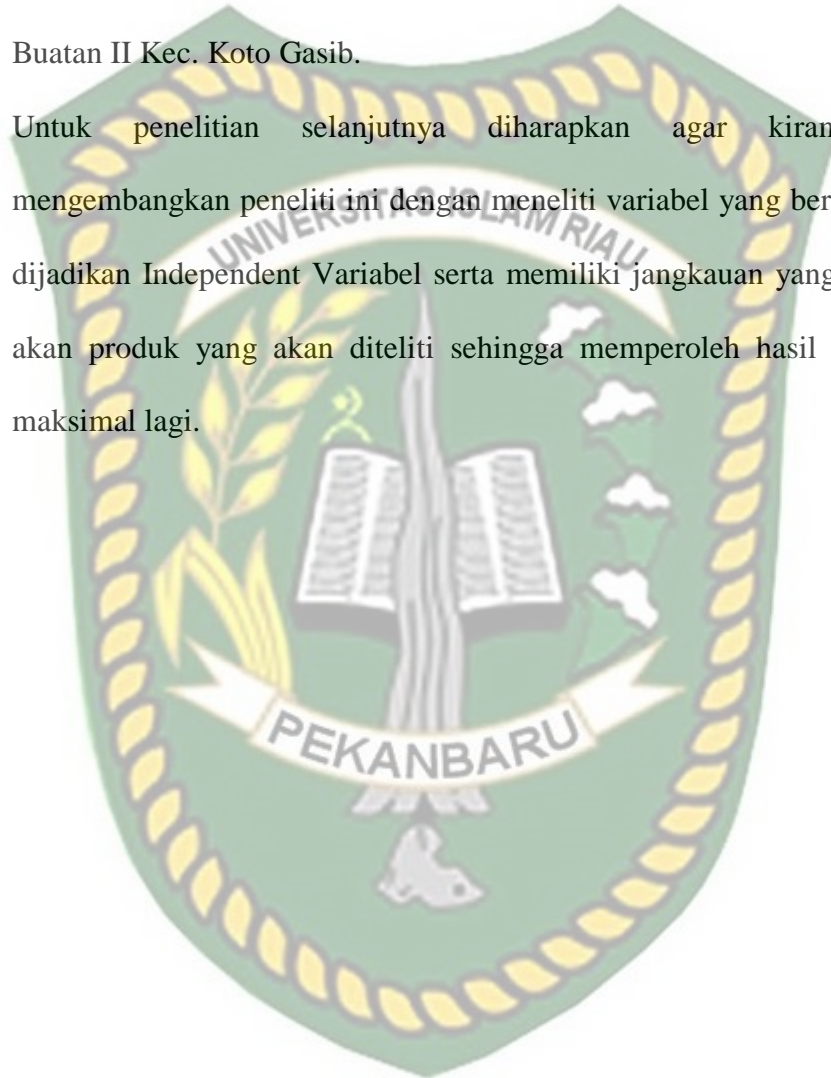 Buatan II Kec. Koto Gasib.
Untuk penelitian selanjutnya diharapkan agar
mengembangkan peneliti ini dengan meneliti variabel yang
UNIVERSITAS ISLAM RIAU
dijadikan Independent Variabel serta memiliki jangkauan yang
akan produk yang akan diteliti sehingga memperoleh hasil
maksimal lagi.
PEKANBARU